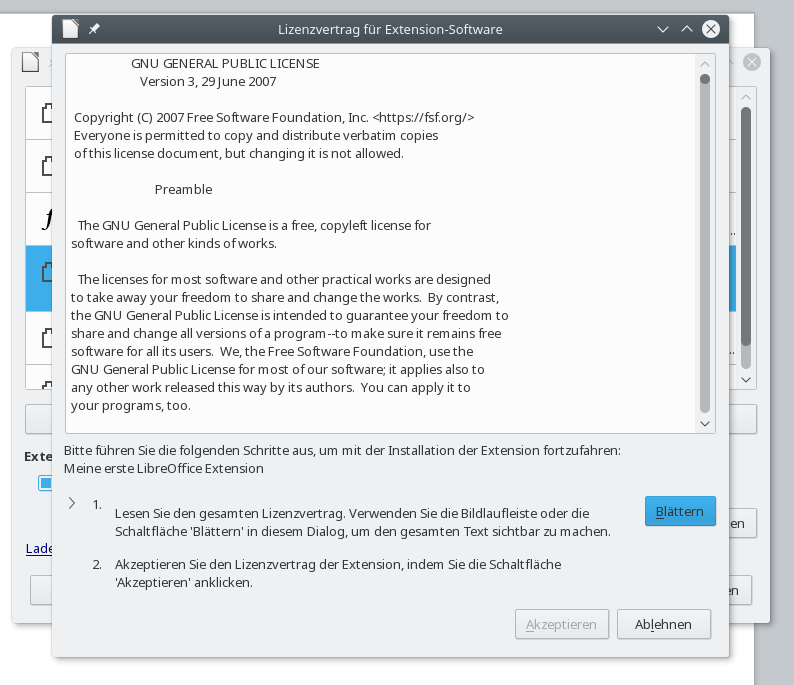 Lizenzvertrag für Extension-Software
GNU GENERAL PUBLIC LICENSE
Version 3, 29 June 2007
Copyright (C) 2007 Free Software Foundation, Inc. <https://fsf.org/>
Everyone is permitted to copy and distribute verbatim copies
of this license document, but changing it is not allowed.
Preamble
The GNU General Public License is a free, copyleft license for
software and other kinds of works.
The licenses for most software and other practical works are designed
to take away your freedom to share and change the works.  By contrast,
the GNU General Public License is intended to guarantee your freedom to
share and change all versions of a program--to make sure it remains free
software for all its users.  We, the Free Software Foundation, use the
GNU General Public License for most of our software; it applies also to
any other work released this way by its authors.  You can apply it to
your programs, too.
Bitte führen Sie die folgenden Schritte aus, um mit der Installation der Extension fortzufahren:
Meine erste LibreOffice Extension
1.
Lesen Sie den gesamten Lizenzvertrag. Verwenden Sie die Bildlaufleiste oder die
Schaltfläche 'Blättern' in diesem Dialog, um den gesamten Text sichtbar zu machen.
Blättern
2. Akzeptieren Sie den Lizenzvertrag der Extension, indem Sie die Schaltfläche
'Akzeptieren' anklicken.
Akzeptieren Ablehnen
f
Exte
en
Lade
en